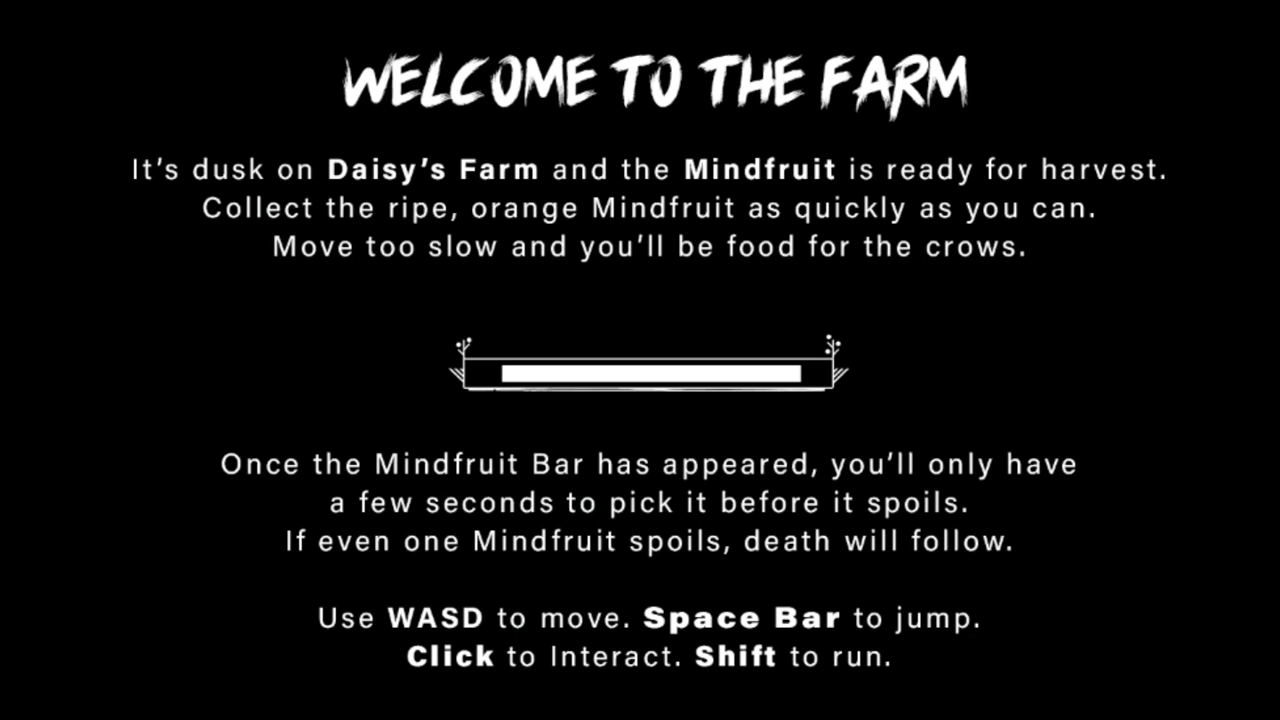 WELCOME TO THE FARM
It’s dusk on Daisy’s Farm and the Mindfruit is ready for harvest.
Collect the ripe, orange Mindfruit as quickly as you can.
Move too slow and you’ll be food for the crows.
Once the Mindfruit Bar has appeared, you’ll only have
a few seconds to pick it before it spoils.
If even one Mindfruit spoils, death will follow.
Use WASD to move. Space Bar to jump.
Click to Interact. Shift to run.